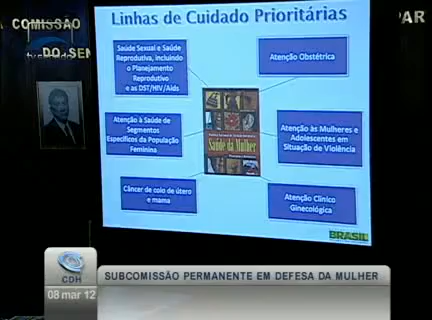 COMISSÃO
DO SEN
PAR
Linhas de Cuidado Prioritárias
Saúde Sexual e Saúde
Reprodutiva, incluindo
o Planejamento
Reprodutivo
e as DST/HIV/Aids
Atenção Obstétrica
Atenção à Saúde de
Segmentos
Específicos da População
Feminina
Saúde da Mulher
Atenção às Mulheres e
Adolescentes em
Situação de Violência
Câncer de colo de útero
e mama
Atenção Clínico
Ginecológica
BRASIL
CDH
08 mar 12
SUBCOMISSÃO PERMANENTE EM DEFESA DA MULHER